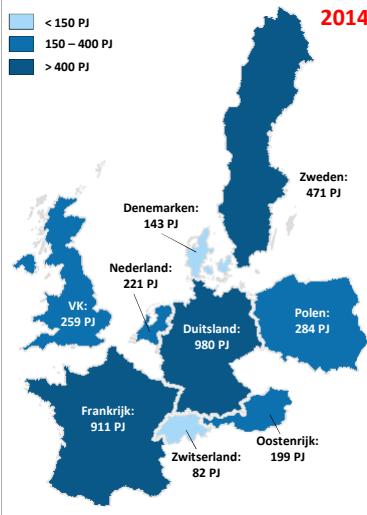 2014
< 150 PJ
150 – 400 PJ
> 400 PJ
Zweden:
471 PJ
Denemarken:
143 PJ
Nederland:
221 PJ
VK:
259 PJ
Duitsland:
980 PJ
Polen:
284 PJ
Frankrijk:
911 PJ
Oostenrijk:
199 PJ
Zwitserland:
82 PJ